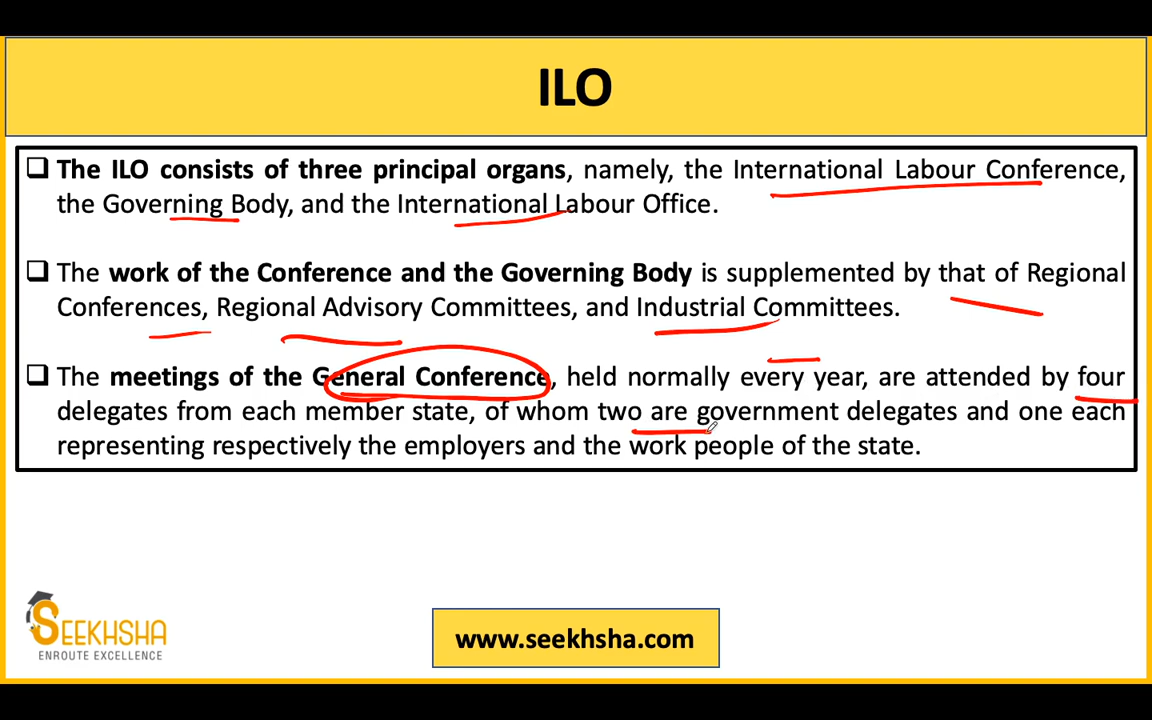 ILO
❑ The ILO consists of three principal organs, namely, the International Labour Conference,
the Governing Body, and the International Labour Office.
❑ The work of the Conference and the Governing Body is supplemented by that of Regional
Conferences, Regional Advisory Committees, and Industrial Committees.
❑ The meetings of the General Conference, held normally every year, are attended by four
delegates from each member state, of whom two are government delegates and one each
representing respectively the employers and the work people of the state.
SEEKHSHA
ENROUTE EXCELLENCE
www.seekhsha.com